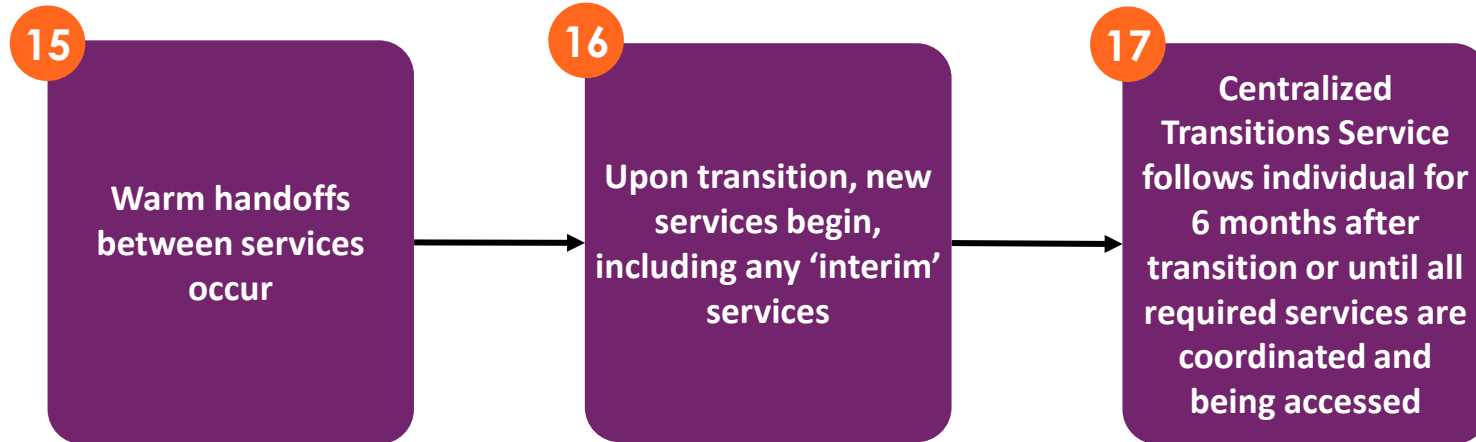 15
Warm handoffs
between services
occur
16
Upon transition, new
services begin,
including any ‘interim’
services
17
Centralized
Transitions Service
follows individual for
6 months after
transition or until all
required services are
coordinated and
being accessed